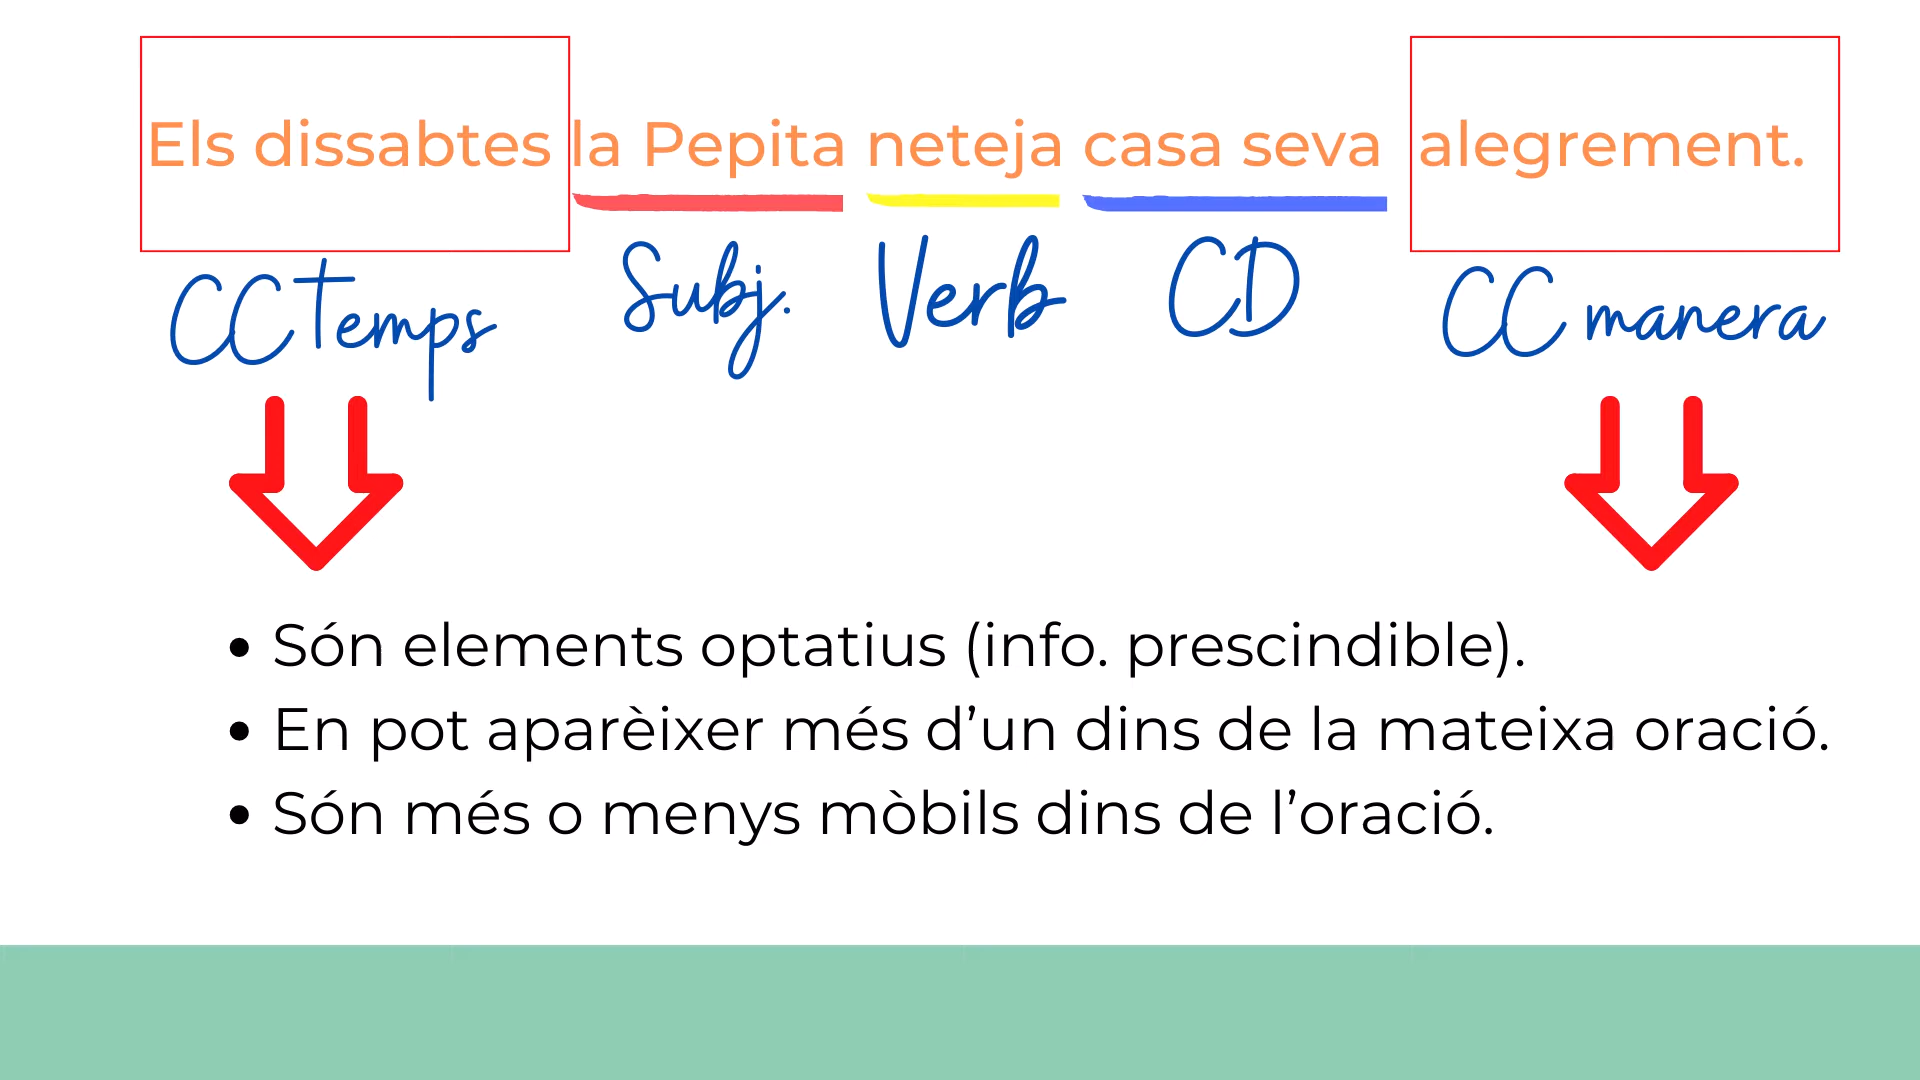 Els dissabtes la Pepita neteja casa seva alegrement.
CC Temps Subj. Verb CD CC manera
• Són elements optatius (info. prescindible).
• En pot aparèixer més d’un dins de la mateixa oració.
• Són més o menys mòbils dins de l’oració.